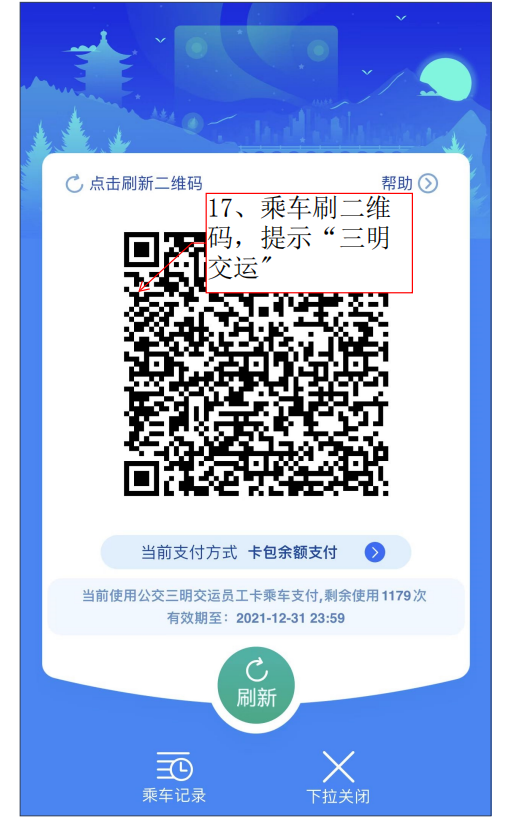 点击刷新二维码
帮助
17、乘车刷二维
码，提示“三明
交运"
当前支付方式 卡包余额支付
当前使用公交三明交运员工卡乘车支付,剩余使用1179次
有效期至：2021-12-31 23:59
刷新
乘车记录
下拉关闭